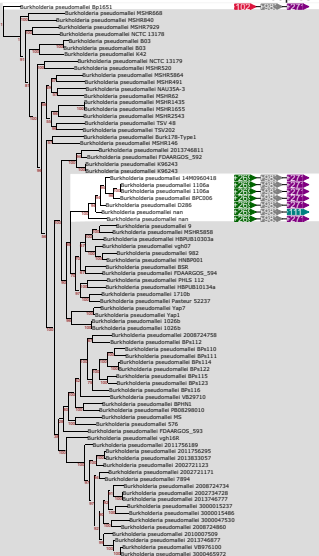 Burkholderia pseudomallei Bp1651
Burkholderia pseudomallei MSHR668
Burkholderia pseudomallei MSHR840
Burkholderia pseudomallei MSHR7929
Burkholderia pseudomallei NCTC 13178
Burkholderia pseudomallei B03
Burkholderia pseudomallei B03
Burkholderia pseudomallei K42
Burkholderia pseudomallei NCTC 13179
Burkholderia pseudomallei MSHR520
Burkholderia pseudomallei MSHR5864
Burkholderia pseudomallei MSHR491
Burkholderia pseudomallei NAU35A-3
Burkholderia pseudomallei MSHR62
Burkholderia pseudomallei MSHR1435
Burkholderia pseudomallei MSHR1655
Burkholderia pseudomallei MSHR2543
Burkholderia pseudomallei TSV 48
Burkholderia pseudomallei TSV202
Burkholderia pseudomallei Burk178-Type1
Burkholderia pseudomallei MSHR146
Burkholderia pseudomallei 2013746811
Burkholderia pseudomallei FDAARGOS_592
Burkholderia pseudomallei K96243
Burkholderia pseudomallei K96243
Burkholderia pseudomallei 14M0960418
Burkholderia pseudomallei 1106a
Burkholderia pseudomallei 1106a
Burkholderia pseudomallei BPC006
Burkholderia pseudomallei D286
Burkholderia pseudomallei nan
Burkholderia pseudomallei nan
Burkholderia pseudomallei 9
Burkholderia pseudomallei MSHR5858
Burkholderia pseudomallei HBPUB10303a
Burkholderia pseudomallei vgh07
Burkholderia pseudomallei 982
Burkholderia pseudomallei HNBP001
Burkholderia pseudomallei BSR
Burkholderia pseudomallei FDAARGOS_594
Burkholderia pseudomallei PHLS 112
Burkholderia pseudomallei HBPUB10134a
Burkholderia pseudomallei 1710b
Burkholderia pseudomallei Pasteur 52237
Burkholderia pseudomallei Yap7
Burkholderia pseudomallei Yap1
Burkholderia pseudomallei 1026b
Burkholderia pseudomallei 1026b
Burkholderia pseudomallei 2008724758
Burkholderia pseudomallei BPs112
Burkholderia pseudomallei BPs110
Burkholderia pseudomallei BPs111
Burkholderia pseudomallei BPs114
Burkholderia pseudomallei BPs122
Burkholderia pseudomallei BPs115
Burkholderia pseudomallei BPs123
Burkholderia pseudomallei BPs116
Burkholderia pseudomallei VB29710
Burkholderia pseudomallei BPHN1
Burkholderia pseudomallei PB08298010
Burkholderia pseudomallei MS
Burkholderia pseudomallei 576
Burkholderia pseudomallei FDAARGOS_593
Burkholderia pseudomallei vgh16R
Burkholderia pseudomallei 2011756189
Burkholderia pseudomallei 2011756295
Burkholderia pseudomallei 2013833057
Burkholderia pseudomallei 2002721123
Burkholderia pseudomallei 2002721171
Burkholderia pseudomallei 7894
Burkholderia pseudomallei 2008724734
Burkholderia pseudomallei 2002734728
Burkholderia pseudomallei 2013746777
Burkholderia pseudomallei 3000015237
Burkholderia pseudomallei 3000015486
Burkholderia pseudomallei 3000047530
Burkholderia pseudomallei 2008724860
Burkholderia pseudomallei 2010007509
Burkholderia pseudomallei 2013746877
Burkholderia pseudomallei VB976100
Burkholderia pseudomallei 3000465972